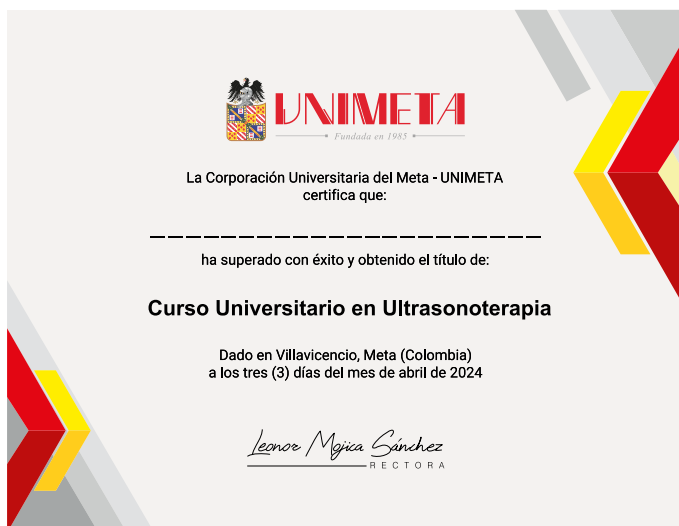 UNIMETA
Fundada en 1985
La Corporación Universitaria del Meta - UNIMETA
certifica que:
ha superado con éxito y obtenido el título de:
Curso Universitario en Ultrasonoterapia
Dado en Villavicencio, Meta (Colombia)
a los tres (3) días del mes de abril de 2024
Leonor Mojica Sánchez
RECTORA